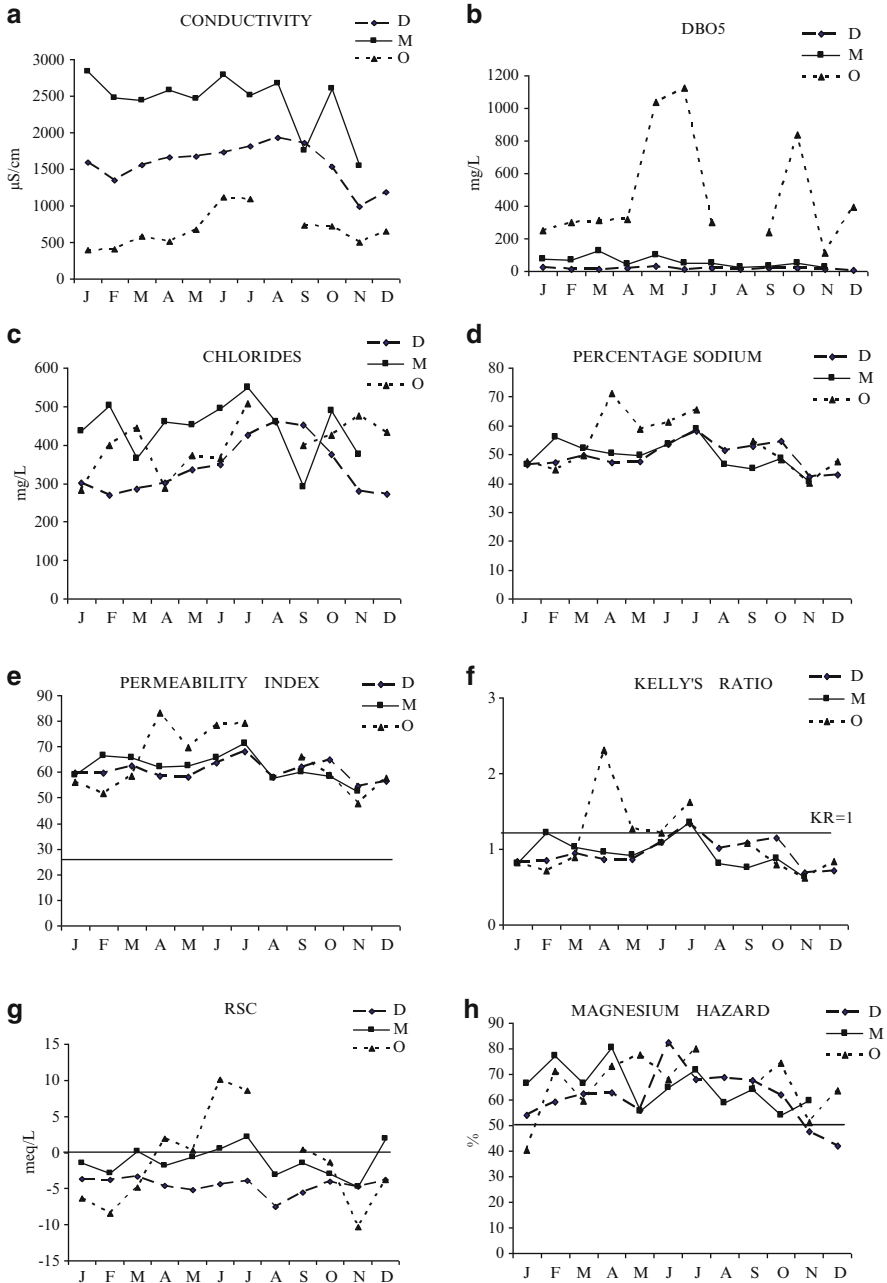 a
CONDUCTIVITY
D
M
O
3000
2500
2000
1500
1000
500
0
µS/cm
J F M A M J J A S O N D
b
DBO5
D
M
O
1200
1000
800
600
400
200
0
mg/L
J F M A M J J A S O N D
c
CHLORIDES
D
M
O
600
500
400
300
200
100
0
mg/L
J F M A M J J A S O N D
d
PERCENTAGE SODIUM
D
M
O
80
70
60
50
40
30
20
10
0
J F M A M J J A S O N D
e
PERMEABILITY INDEX
D
M
O
90
80
70
60
50
40
30
20
10
0
J F M A M J J A S O N D
f
KELLY'S RATIO
D
M
O
3
2
1
0
KR=1
J F M A M J J A S O N D
g
RSC
D
M
O
15
10
5
0
-5
-10
-15
meq/L
J F M A M J J A S O N D
h
MAGNESIUM HAZARD
D
M
O
100
90
80
70
60
50
40
30
20
10
0
%
J F M A M J J A S O N D